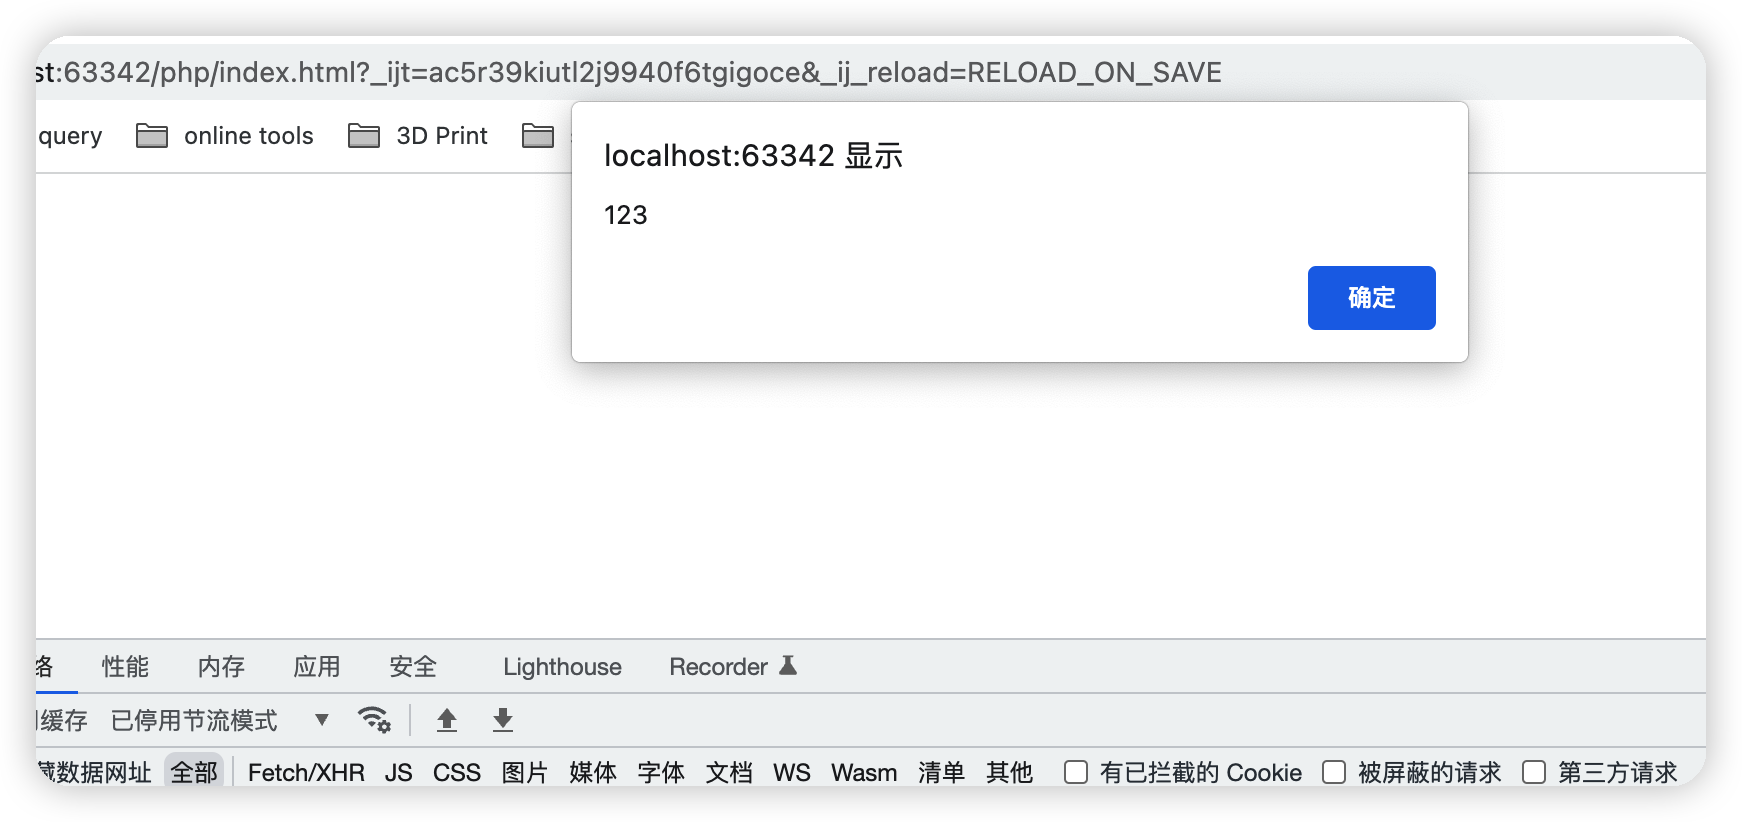 st:63342/php/index.html?_ijt=ac5r39kiutl2j9940f6tgigoce&_ij_reload=RELOAD_ON_SAVE
query online tools 3D Print
localhost:63342 显示
123
确定
络 性能 内存 应用 安全 Lighthouse Recorder
缓存 已停用节流模式
藏数据网址 全部 Fetch/XHR JS CSS 图片 媒体 字体 文档 WS Wasm 清单 其他 有已拦截的 Cookie 被屏蔽的请求 第三方请求